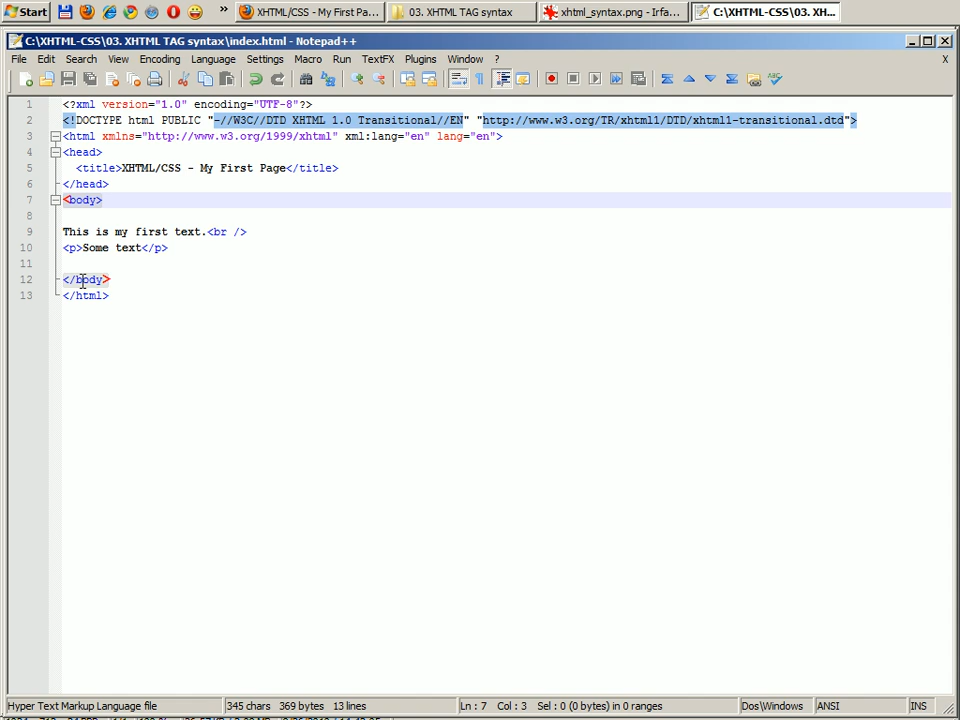 Start
»
XHTML/CSS - My First Pa...
03. XHTML TAG syntax
xhtml_syntax.png - Irfa...
C:\XHTML-CSS\03. XH...
C:\XHTML-CSS\03. XHTML TAG syntax\index.html - Notepad++
File Edit Search View Encoding Language Settings Macro Run TextFX Plugins Window ? X
1 <?xml version="1.0" encoding="UTF-8"?>
2 <!DOCTYPE html PUBLIC "-//W3C//DTD XHTML 1.0 Transitional//EN" "http://www.w3.org/TR/xhtml1/DTD/xhtml1-transitional.dtd">
3 <html xmlns="http://www.w3.org/1999/xhtml" xml:lang="en" lang="en">
4 <head>
5 <title>XHTML/CSS - My First Page</title>
6 </head>
7 <body>
8
9 This is my first text.<br />
10 <p>Some text</p>
11
12 </body>
13 </html>
Hyper Text Markup Language file 345 chars 369 bytes 13 lines Ln : 7 Col : 3 Sel : 0 (0 bytes) in 0 ranges Dos\Windows ANSI INS